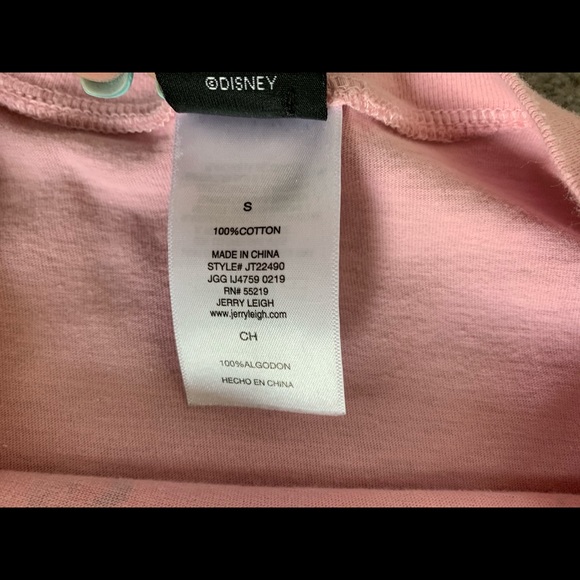 ©DISNEY
S
100%COTTON
MADE IN CHINA
STYLE# JT22490
JGG IJ4759 0219
RN# 55219
JERRY LEIGH
www.jerryleigh.com
CH
100%ALGODON
HECHO EN CHINA